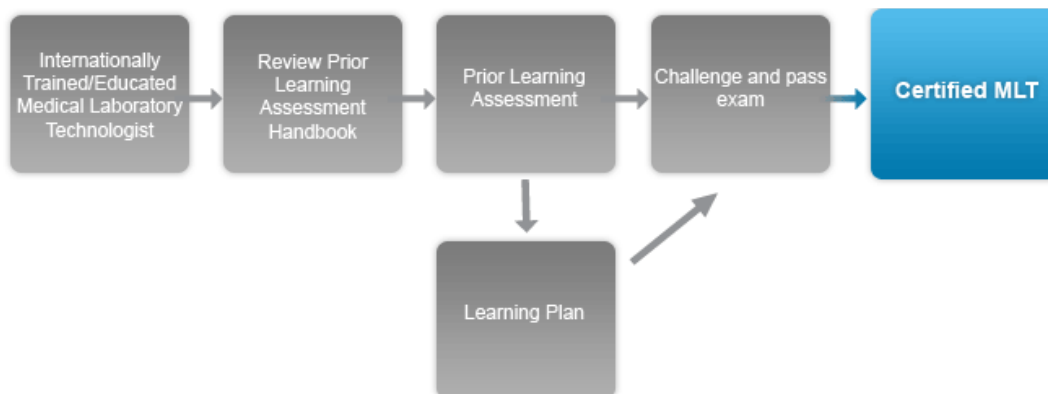 Internationally
Trained/Educated
Medical Laboratory
Technologist
Review Prior
Learning
Assessment
Handbook
Prior Learning
Assessment
Challenge and pass
exam
Certified MLT
Learning Plan